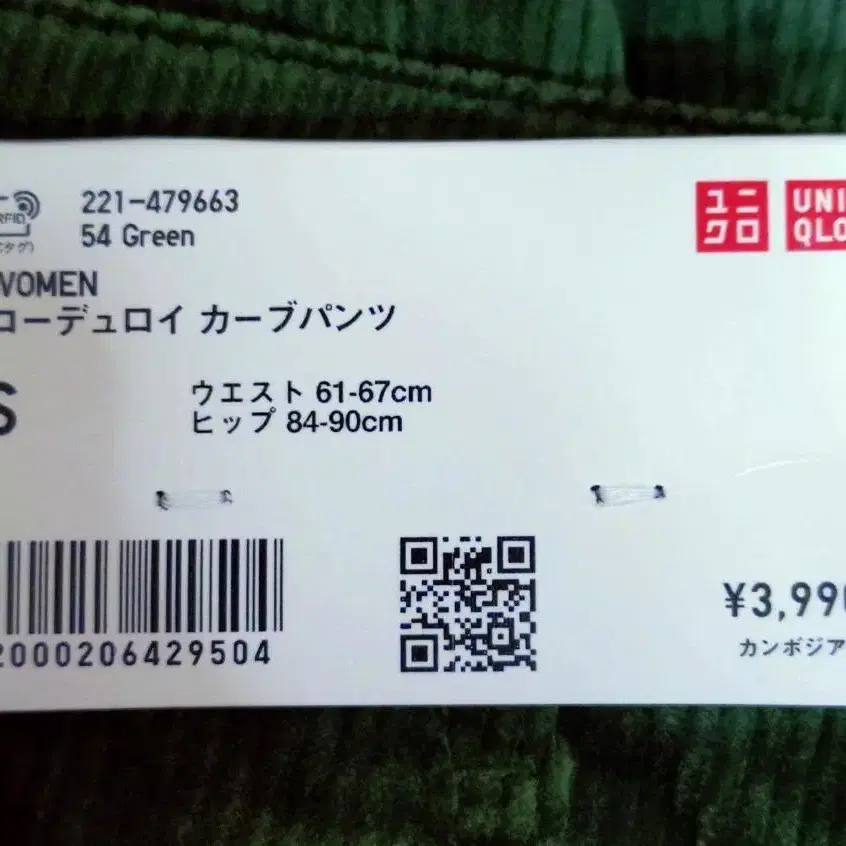 RFID
221-479663
54 Green
ユニクロ
UNI
QLO
WOMEN
コーデュロイ カーブパンツ
S
ウエスト 61-67cm
ヒップ 84-90cm
2000206429504
¥3,990
カンボジア